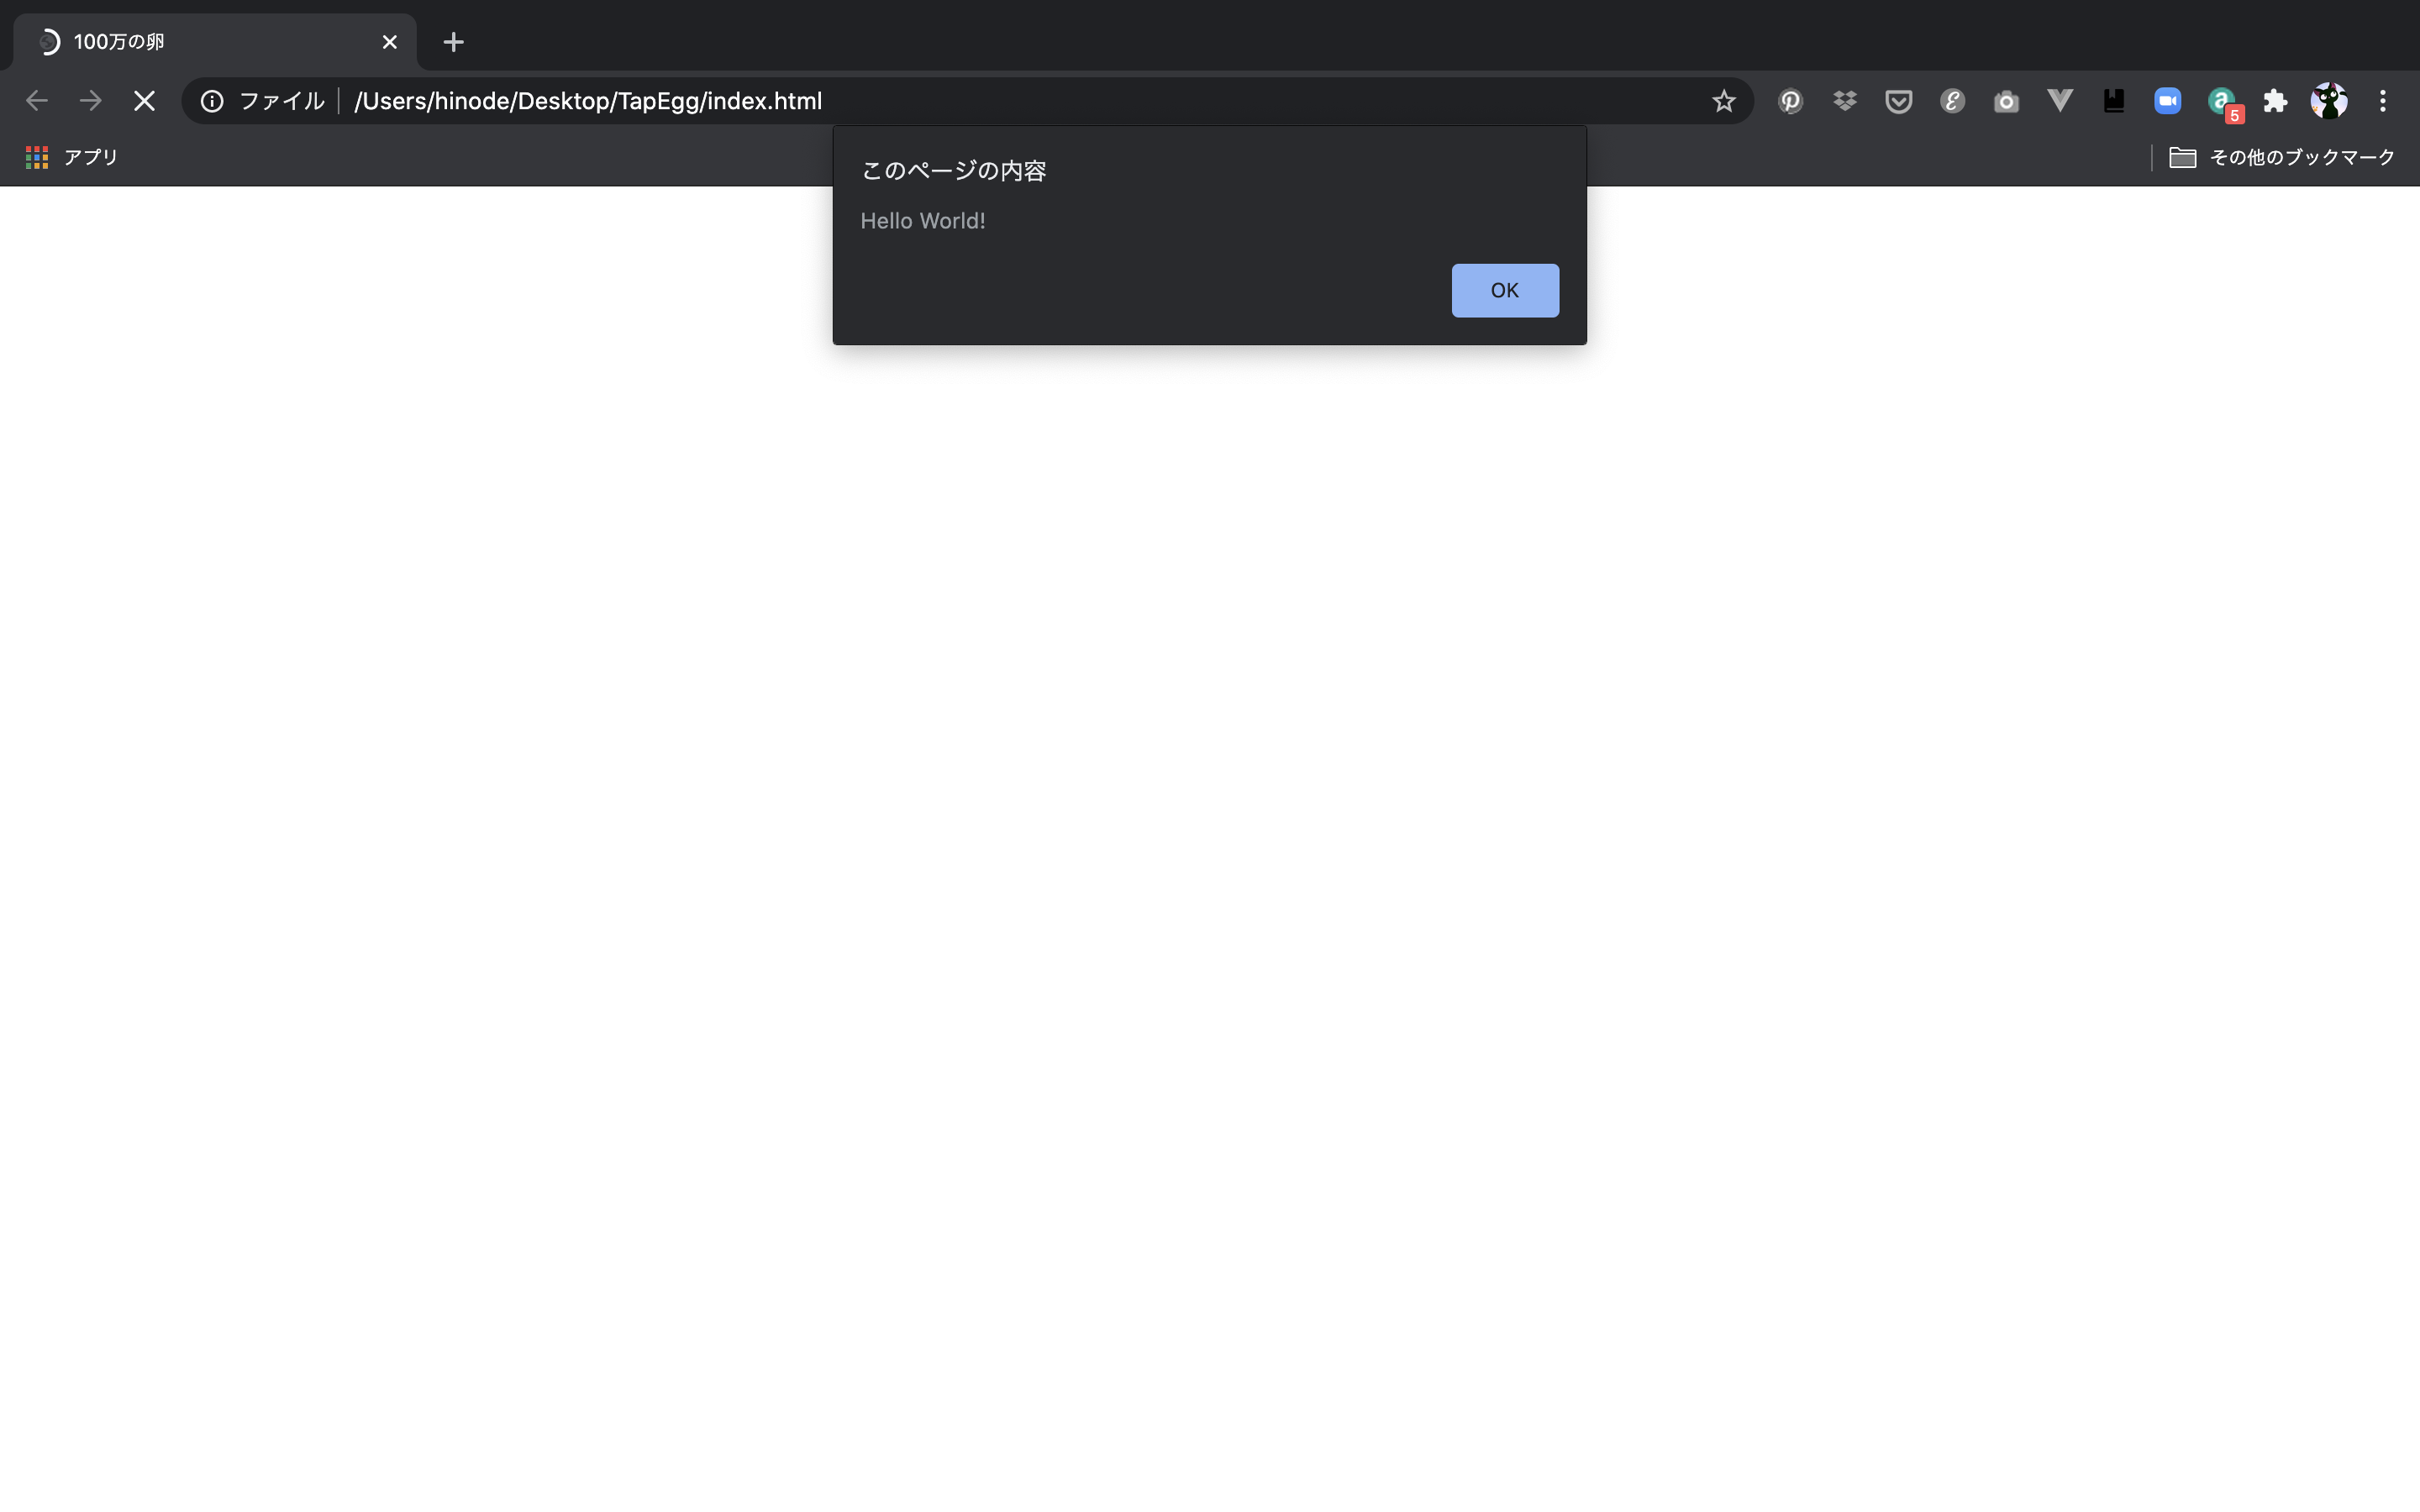 100万の卵
ファイル /Users/hinode/Desktop/TapEgg/index.html
5
アプリ
その他のブックマーク
このページの内容
Hello World!
OK